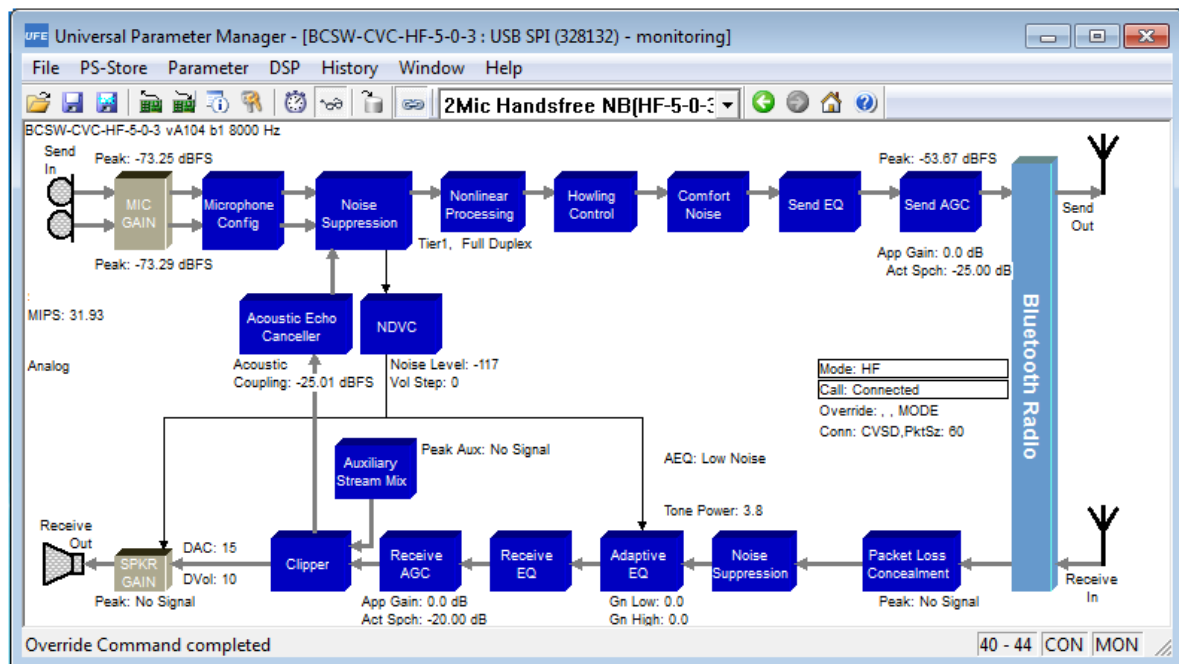 UFE Universal Parameter Manager - [BCSW-CVC-HF-5-0-3 : USB SPI (328132) - monitoring]
File PS-Store Parameter DSP History Window Help
2Mic Handsfree NB(HF-5-0-3
BCSW-CVC-HF-5-0-3 vA104 b1 8000 Hz
Send
In
Peak: -73.25 dBFS
MIC
GAIN
Peak: -73.29 dBFS
Microphone
Config
Noise
Suppression
Nonlinear
Processing
Tier1, Full Duplex
Howling
Control
Comfort
Noise
Send EQ
Peak: -53.67 dBFS
Send AGC
App Gain: 0.0 dB
Act Spch: -25.00 dB
Send
Out
Bluetooth Radio
:
MIPS: 31.93
Analog
Acoustic Echo
Canceller
Acoustic
Coupling: -25.01 dBFS
NDVC
Noise Level: -117
Vol Step: 0
Mode: HF
Call: Connected
Override: , , MODE
Conn: CVSD,PktSz: 60
Auxiliary
Stream Mix
Peak Aux: No Signal
AEQ: Low Noise
Tone Power: 3.8
Receive
Out
SPKR
GAIN
Peak: No Signal
DAC: 15
DVol: 10
Clipper
Receive
AGC
App Gain: 0.0 dB
Act Spch: -20.00 dB
Receive
EQ
Adaptive
EQ
Gn Low: 0.0
Gn High: 0.0
Noise
Suppression
Packet Loss
Concealment
Peak: No Signal
Receive
In
Override Command completed
40 - 44 CON MON